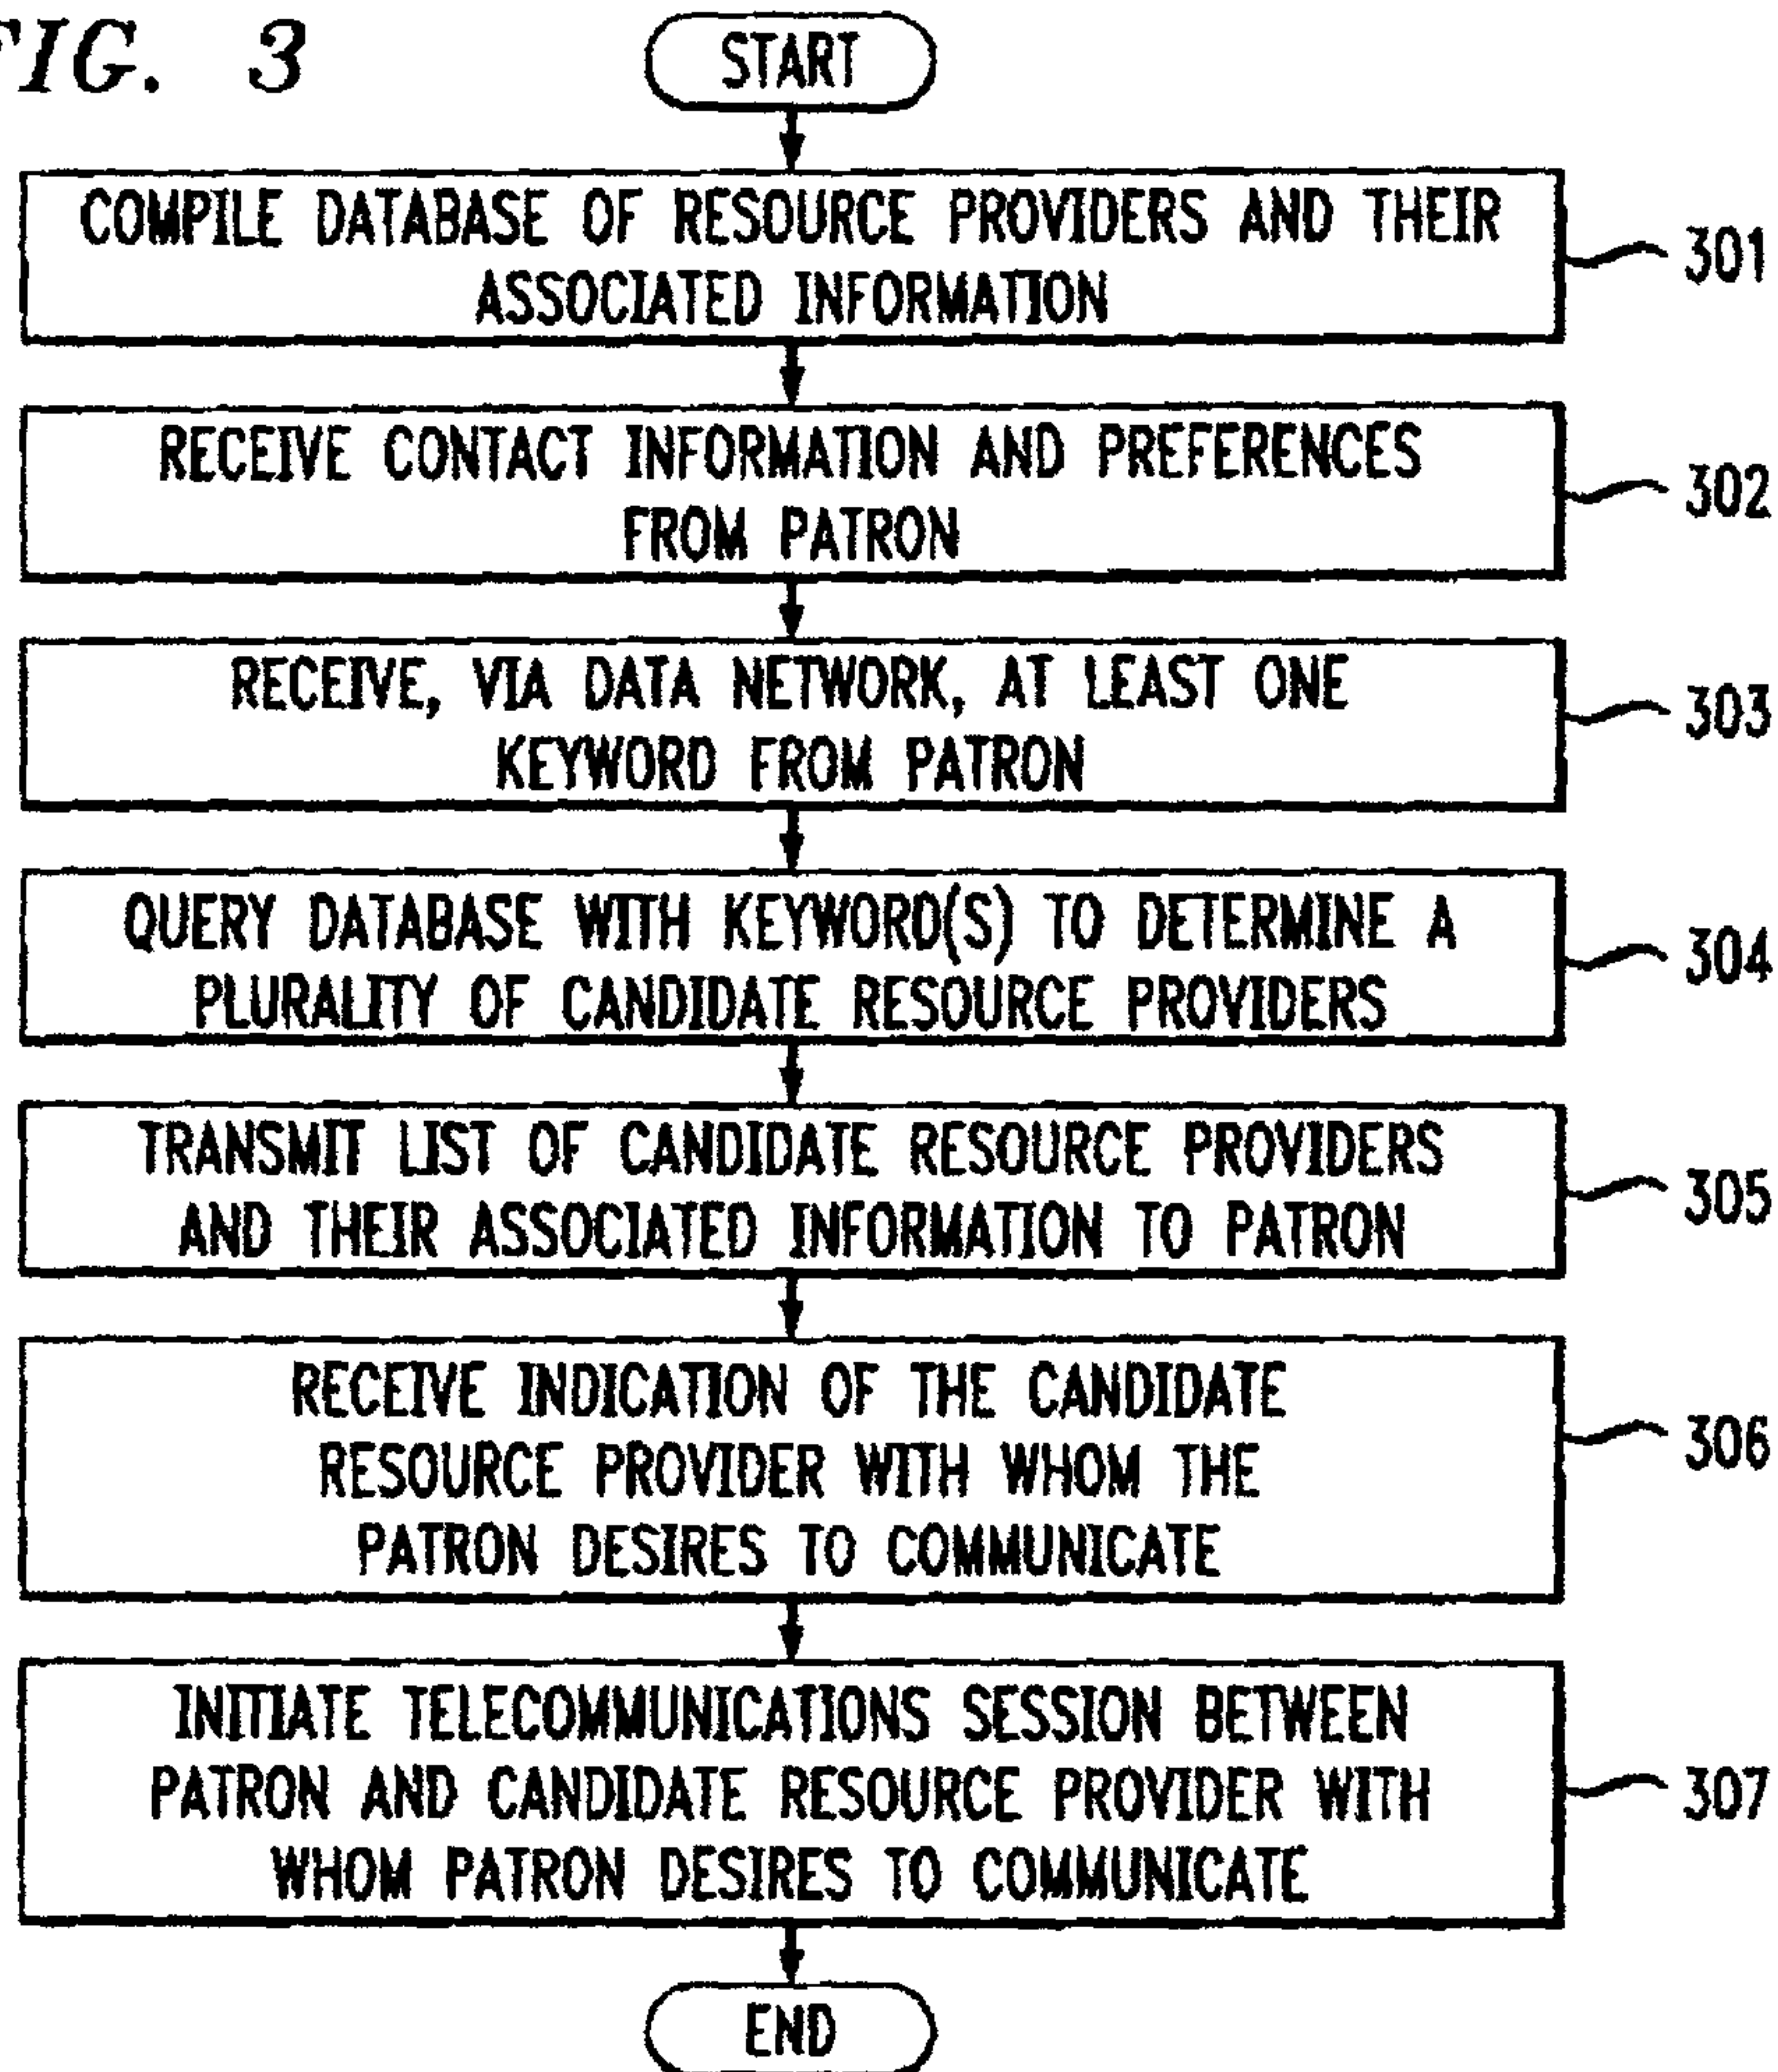 FIG. 3
START
COMPILE DATABASE OF RESOURCE PROVIDERS AND THEIR
ASSOCIATED INFORMATION
301
RECEIVE CONTACT INFORMATION AND PREFERENCES
FROM PATRON
302
RECEIVE, VIA DATA NETWORK, AT LEAST ONE
KEYWORD FROM PATRON
303
QUERY DATABASE WITH KEYWORD(S) TO DETERMINE A
PLURALITY OF CANDIDATE RESOURCE PROVIDERS
304
TRANSMIT LIST OF CANDIDATE RESOURCE PROVIDERS
AND THEIR ASSOCIATED INFORMATION TO PATRON
305
RECEIVE INDICATION OF THE CANDIDATE
RESOURCE PROVIDER WITH WHOM THE
PATRON DESIRES TO COMMUNICATE
306
INITIATE TELECOMMUNICATIONS SESSION BETWEEN
PATRON AND CANDIDATE RESOURCE PROVIDER WITH
WHOM PATRON DESIRES TO COMMUNICATE
307
END